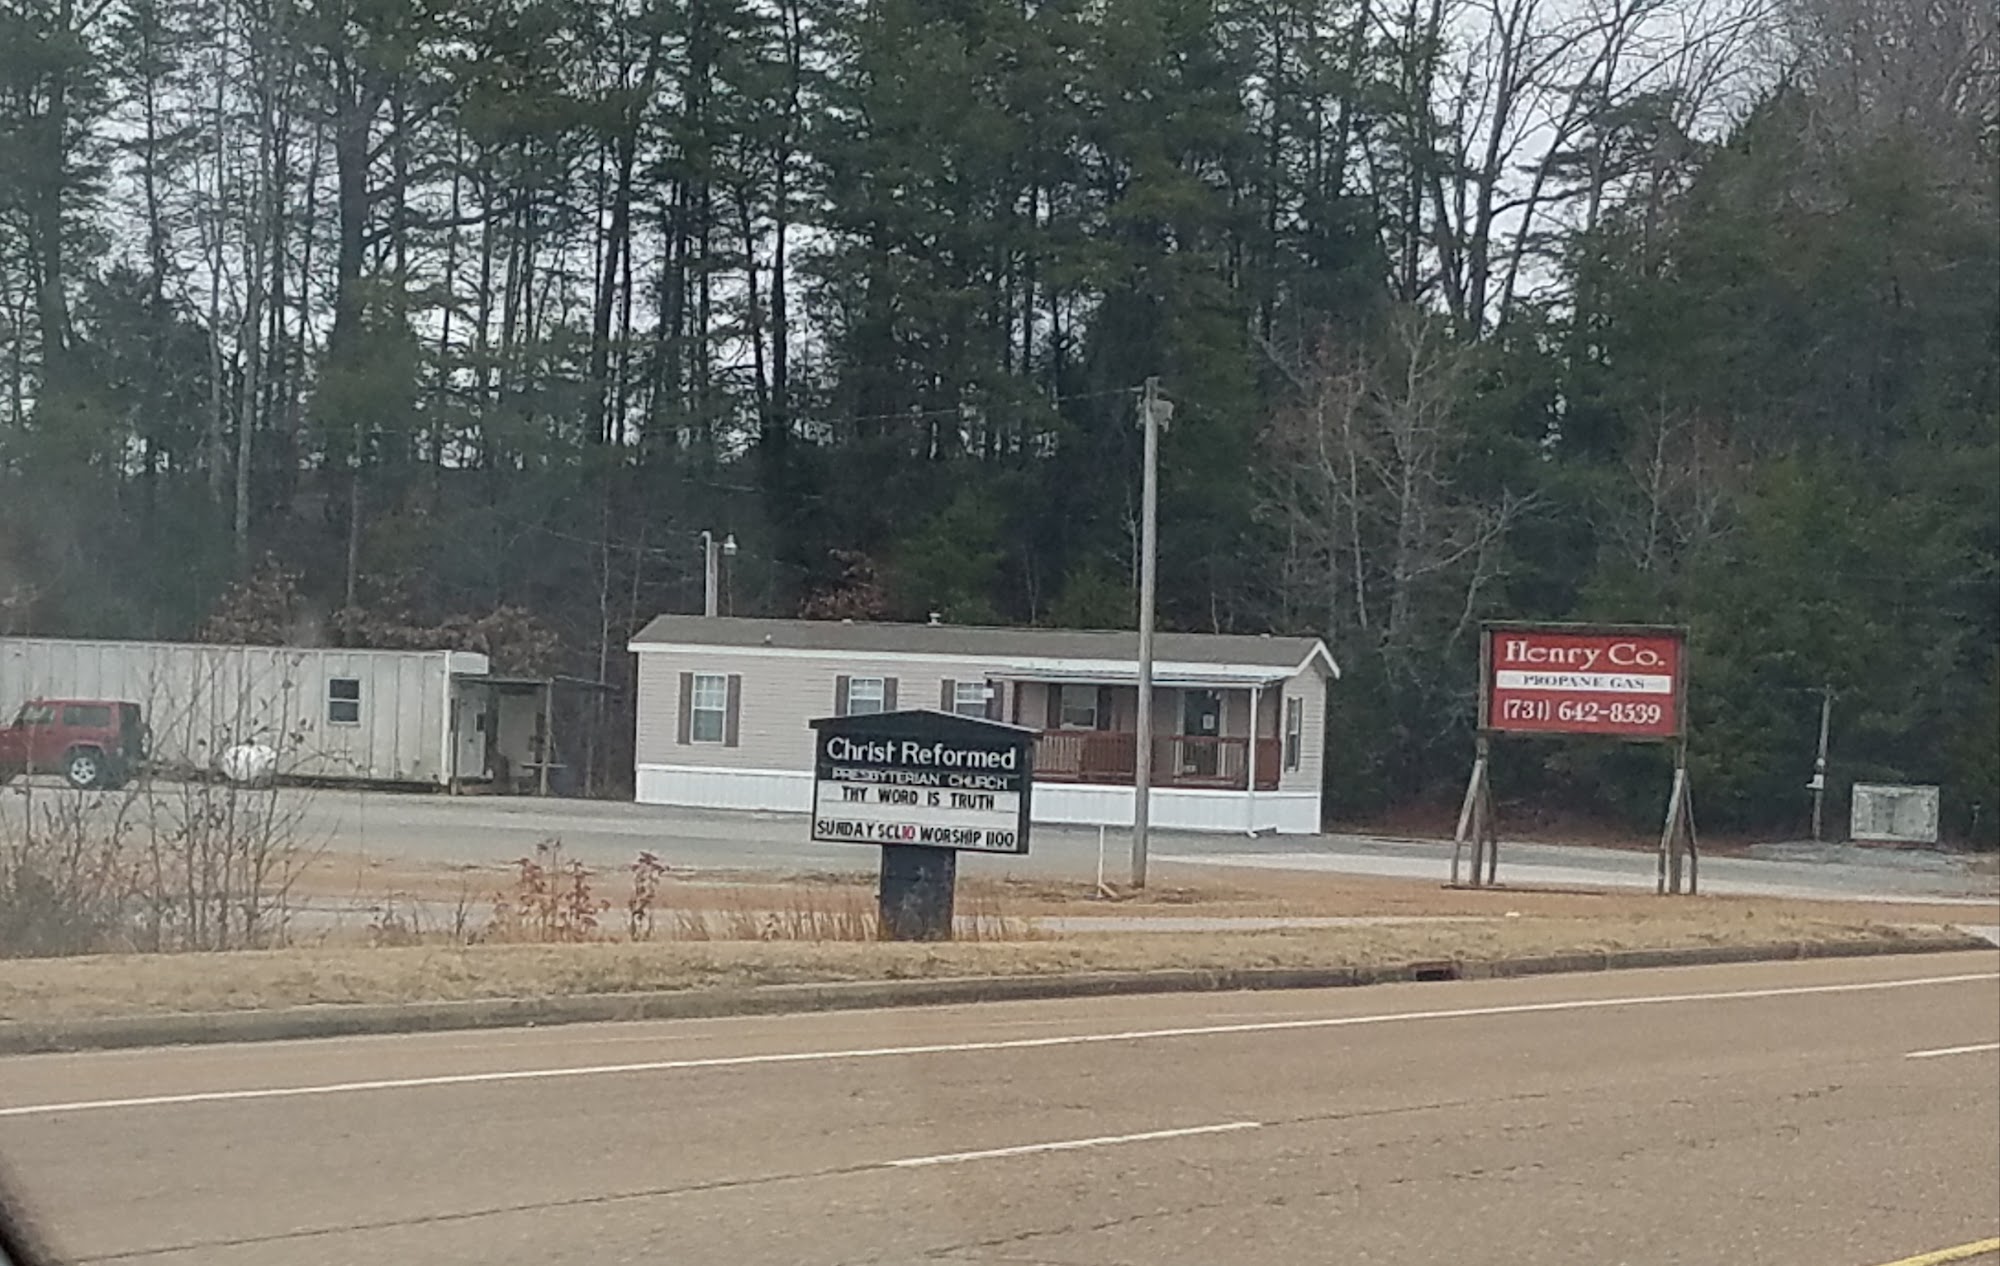 Christ Reformed
PRESBYTERIAN CHURCH
THY WORD IS TRUTH
SUNDAY SCL10 WORSHIP 1100
Henry Co.
PROPANE GAS
(731) 642-8539